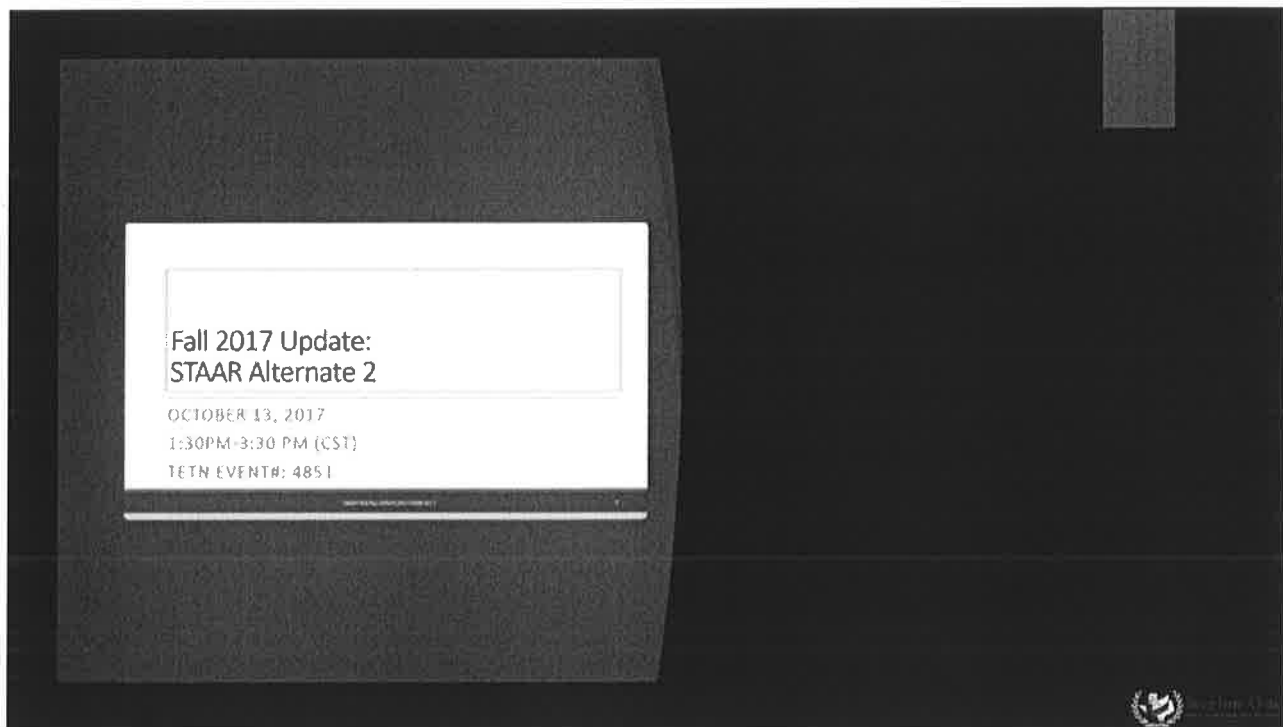 Fall 2017 Update:
STAAR Alternate 2
OCTOBER 13, 2017
1:30PM-3:30 PM (CST)
TETN EVENT#: 4851